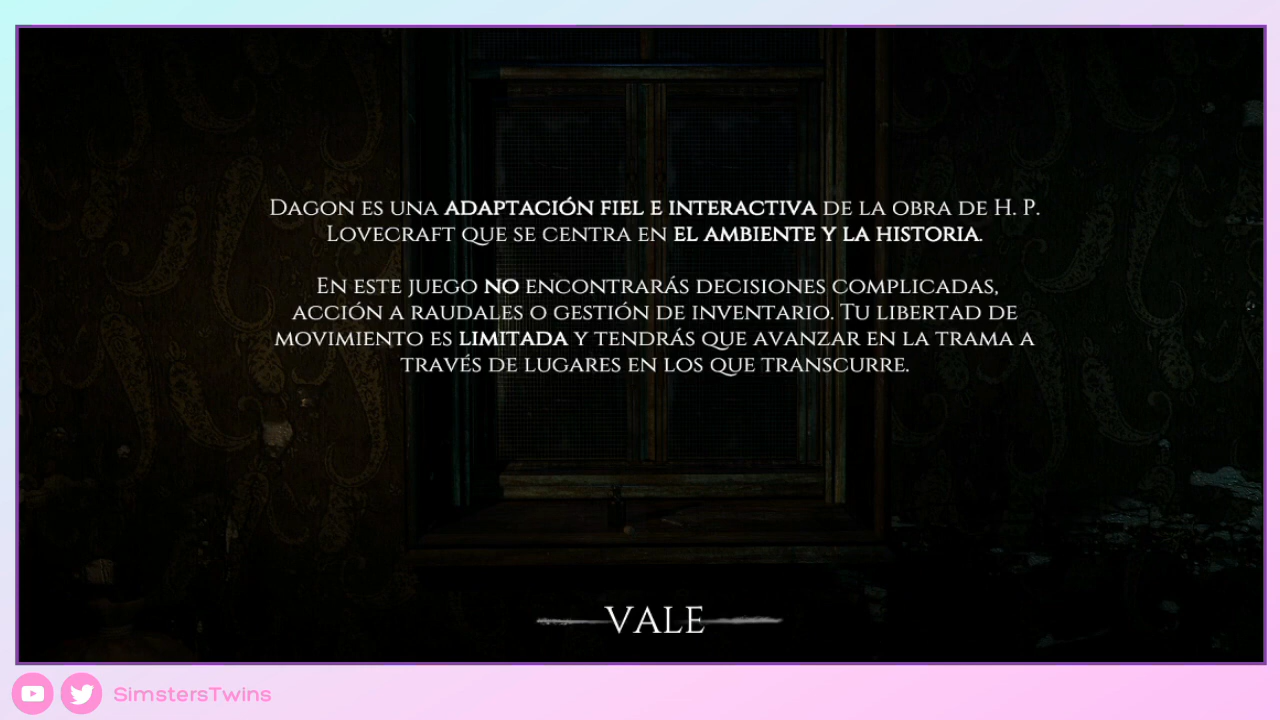 Dagon es una adaptación fiel e interactiva de la obra de H. P.
Lovecraft que se centra en el ambiente y la historia.
En este juego no encontrarás decisiones complicadas,
acción a raudales o gestión de inventario. Tu libertad de
movimiento es limitada y tendrás que avanzar en la trama a
través de lugares en los que transcurre.
VALE
SimstersTwins